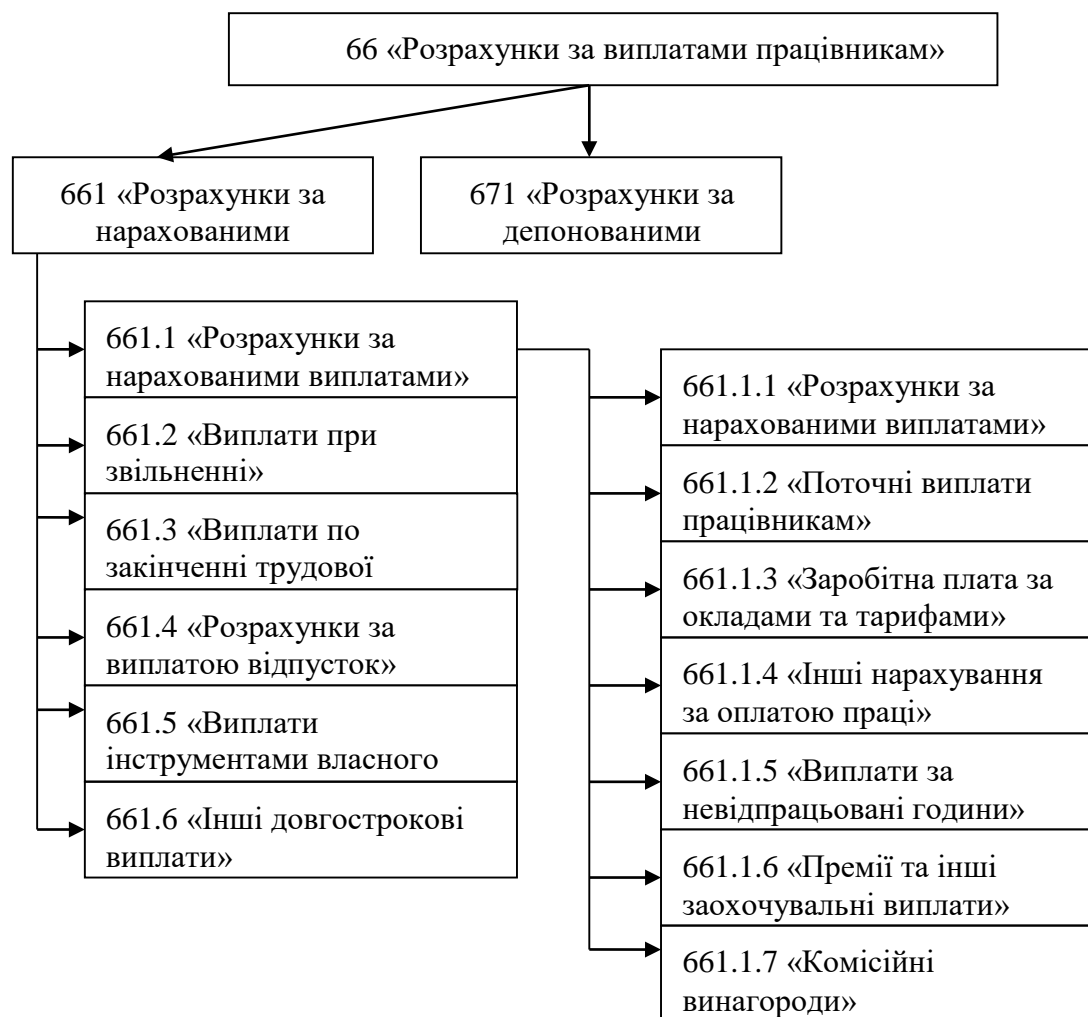 66 «Розрахунки за виплатами працівникам»
661 «Розрахунки за
нарахованими
671 «Розрахунки за
депонованими
661.1 «Розрахунки за
нарахованими виплатами»
661.2 «Виплати при
звільненні»
661.3 «Виплати по
закінченні трудової
661.4 «Розрахунки за
виплатою відпусток»
661.5 «Виплати
інструментами власного
661.6 «Інші довгострокові
виплати»
661.1.1 «Розрахунки за
нарахованими виплатами»
661.1.2 «Поточні виплати
працівникам»
661.1.3 «Заробітна плата за
окладами та тарифами»
661.1.4 «Інші нарахування
за оплатою праці»
661.1.5 «Виплати за
невідпрацьовані години»
661.1.6 «Премії та інші
заохочувальні виплати»
661.1.7 «Комісійні
винагороди»